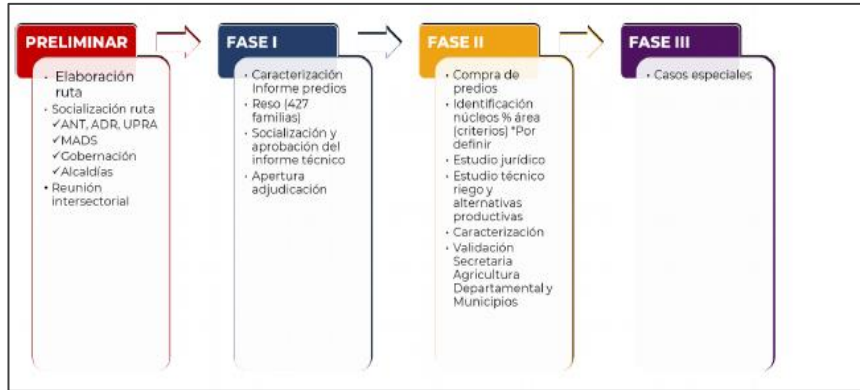 PRELIMINAR
• Elaboración
ruta
• Socialización ruta
✓ANT, ADR, UPRA
✓MADS
✓Gobernación
✓Alcaldías
• Reunión
intersectorial
FASE I
• Caracterización
Informe predios
• Reso (427
familias)
• Socialización y
aprobación del
informe técnico
• Apertura
adjudicación
FASE II
• Compra de
predios
• Identificación
núcleos % área
(criterios) *Por
definir
• Estudio jurídico
• Estudio técnico
riego y
alternativas
productivas
• Caracterización
• Validación
Secretaria
Agricultura
Departamental y
Municipios
FASE III
• Casos especiales